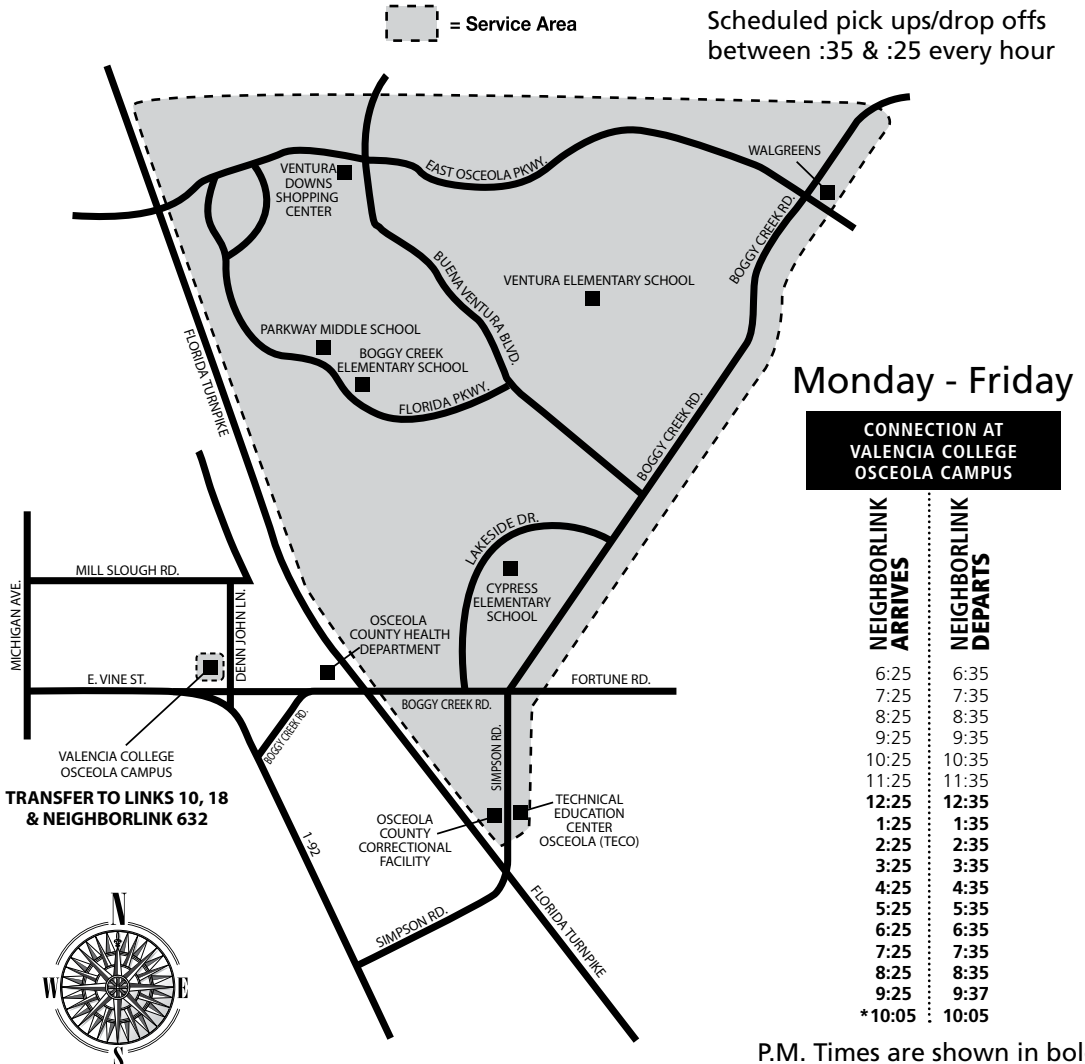 = Service Area
Scheduled pick ups/drop offs
between :35 & :25 every hour
WALGREENS
EAST OSCEOLA PKWY.
VENTURA
DOWNS
SHOPPING
CENTER
BOGGY CREEK RD.
BUENA VENTURA BLVD.
VENTURA ELEMENTARY SCHOOL
PARKWAY MIDDLE SCHOOL
BOGGY CREEK
ELEMENTARY SCHOOL
FLORIDA TURNPIKE
FLORIDA PKWY.
BOGGY CREEK RD.
LAKESIDE DR.
CYPRESS
ELEMENTARY
SCHOOL
MILL SLOUGH RD.
MICHIGAN AVE.
DENN JOHN LN.
OSCEOLA
COUNTY HEALTH
DEPARTMENT
E. VINE ST.
FORTUNE RD.
BOGGY CREEK RD.
BOGGY CREEK RD.
SIMPSON RD.
VALENCIA COLLEGE
OSCEOLA CAMPUS
TRANSFER TO LINKS 10, 18
& NEIGHBORLINK 632
1-92
OSCEOLA
COUNTY
CORRECTIONAL
FACILITY
TECHNICAL
EDUCATION
CENTER
OSCEOLA (TECO)
SIMPSON RD.
FLORIDA TURNPIKE
N
W E
S
Monday - Friday
CONNECTION AT
VALENCIA COLLEGE
OSCEOLA CAMPUS
NEIGHBORLINK
ARRIVES
NEIGHBORLINK
DEPARTS
6:25 6:35
7:25 7:35
8:25 8:35
9:25 9:35
10:25 10:35
11:25 11:35
12:25 12:35
1:25 1:35
2:25 2:35
3:25 3:35
4:25 4:35
5:25 5:35
6:25 6:35
7:25 7:35
8:25 8:35
9:25 9:37
*10:05 10:05
P.M. Times are shown in bol